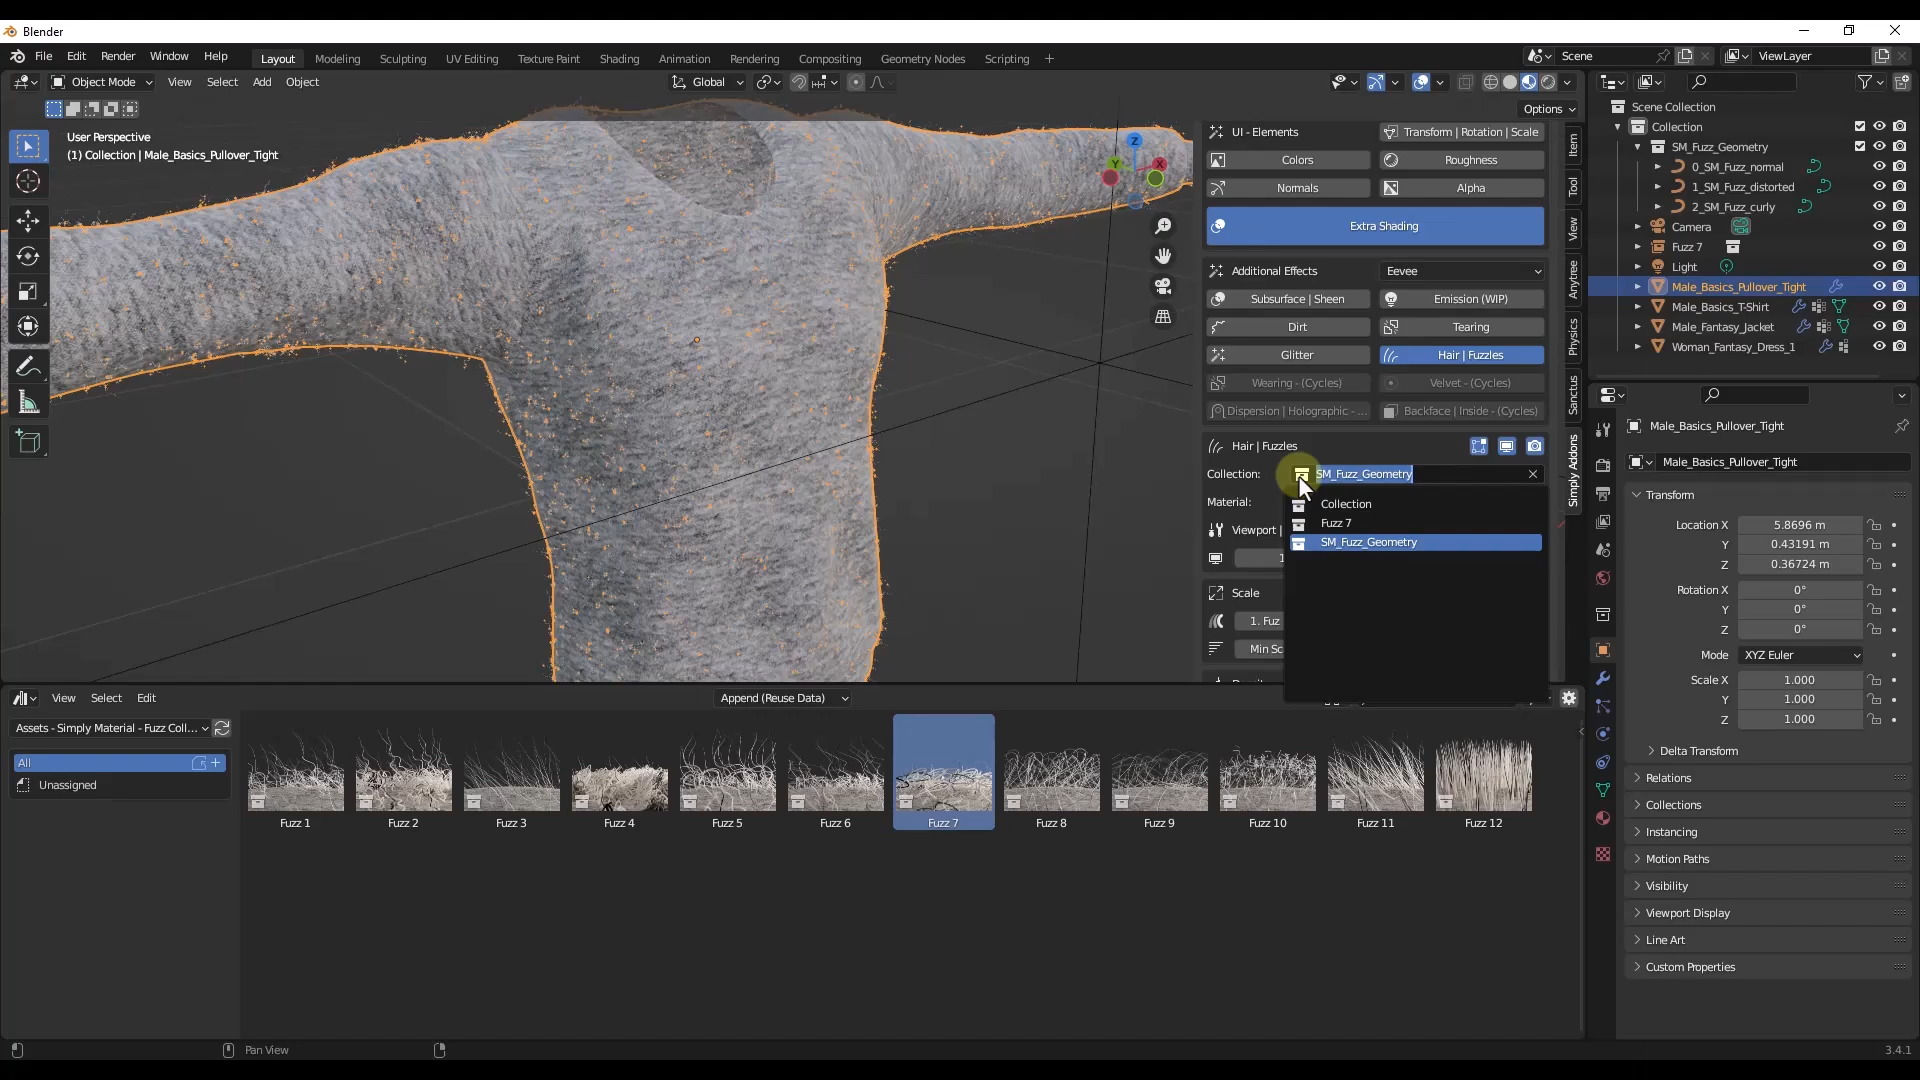 Blender
File Edit Render Window Help Layout Modeling Sculpting UV Editing Texture Paint Shading Animation Rendering Compositing Geometry Nodes Scripting + Scene ViewLayer
Object Mode View Select Add Object Global
Options
User Perspective
(1) Collection | Male_Basics_Pullover_Tight
Z
Y
X
UI - Elements Transform | Rotation | Scale
Colors Roughness
Normals Alpha
Extra Shading
Additional Effects Eevee
Subsurface | Sheen Emission (WIP)
Dirt Tearing
Glitter Hair | Fuzzles
Wearing - (Cycles) Velvet - (Cycles)
Dispersion | Holographic - ... Backface | Inside - (Cycles)
Hair | Fuzzles
Collection: SM_Fuzz_Geometry
Material: Collection
Fuzz 7
Viewport |
SM_Fuzz_Geometry
1
Scale
1. Fuz
Min Sc
Item
Tool
View
Anytree
Physics
Sanctus
Simply Addons
Scene Collection
Collection
SM_Fuzz_Geometry
0_SM_Fuzz_normal
1_SM_Fuzz_distorted
2_SM_Fuzz_curly
Camera
Fuzz 7
Light
Male_Basics_Pullover_Tight
Male_Basics_T-Shirt
Male_Fantasy_Jacket
Woman_Fantasy_Dress_1
Male_Basics_Pullover_Tight
Male_Basics_Pullover_Tight
Transform
Location X 5.8696 m
Y 0.43191 m
Z 0.36724 m
Rotation X 0°
Y 0°
Z 0°
Mode XYZ Euler
Scale X 1.000
Y 1.000
Z 1.000
Delta Transform
Relations
Collections
Instancing
Motion Paths
Visibility
Viewport Display
Line Art
Custom Properties
View Select Edit Append (Reuse Data)
Assets - Simply Material - Fuzz Coll...
All
Unassigned
Fuzz 1 Fuzz 2 Fuzz 3 Fuzz 4 Fuzz 5 Fuzz 6 Fuzz 7 Fuzz 8 Fuzz 9 Fuzz 10 Fuzz 11 Fuzz 12
Pan View
3.4.1